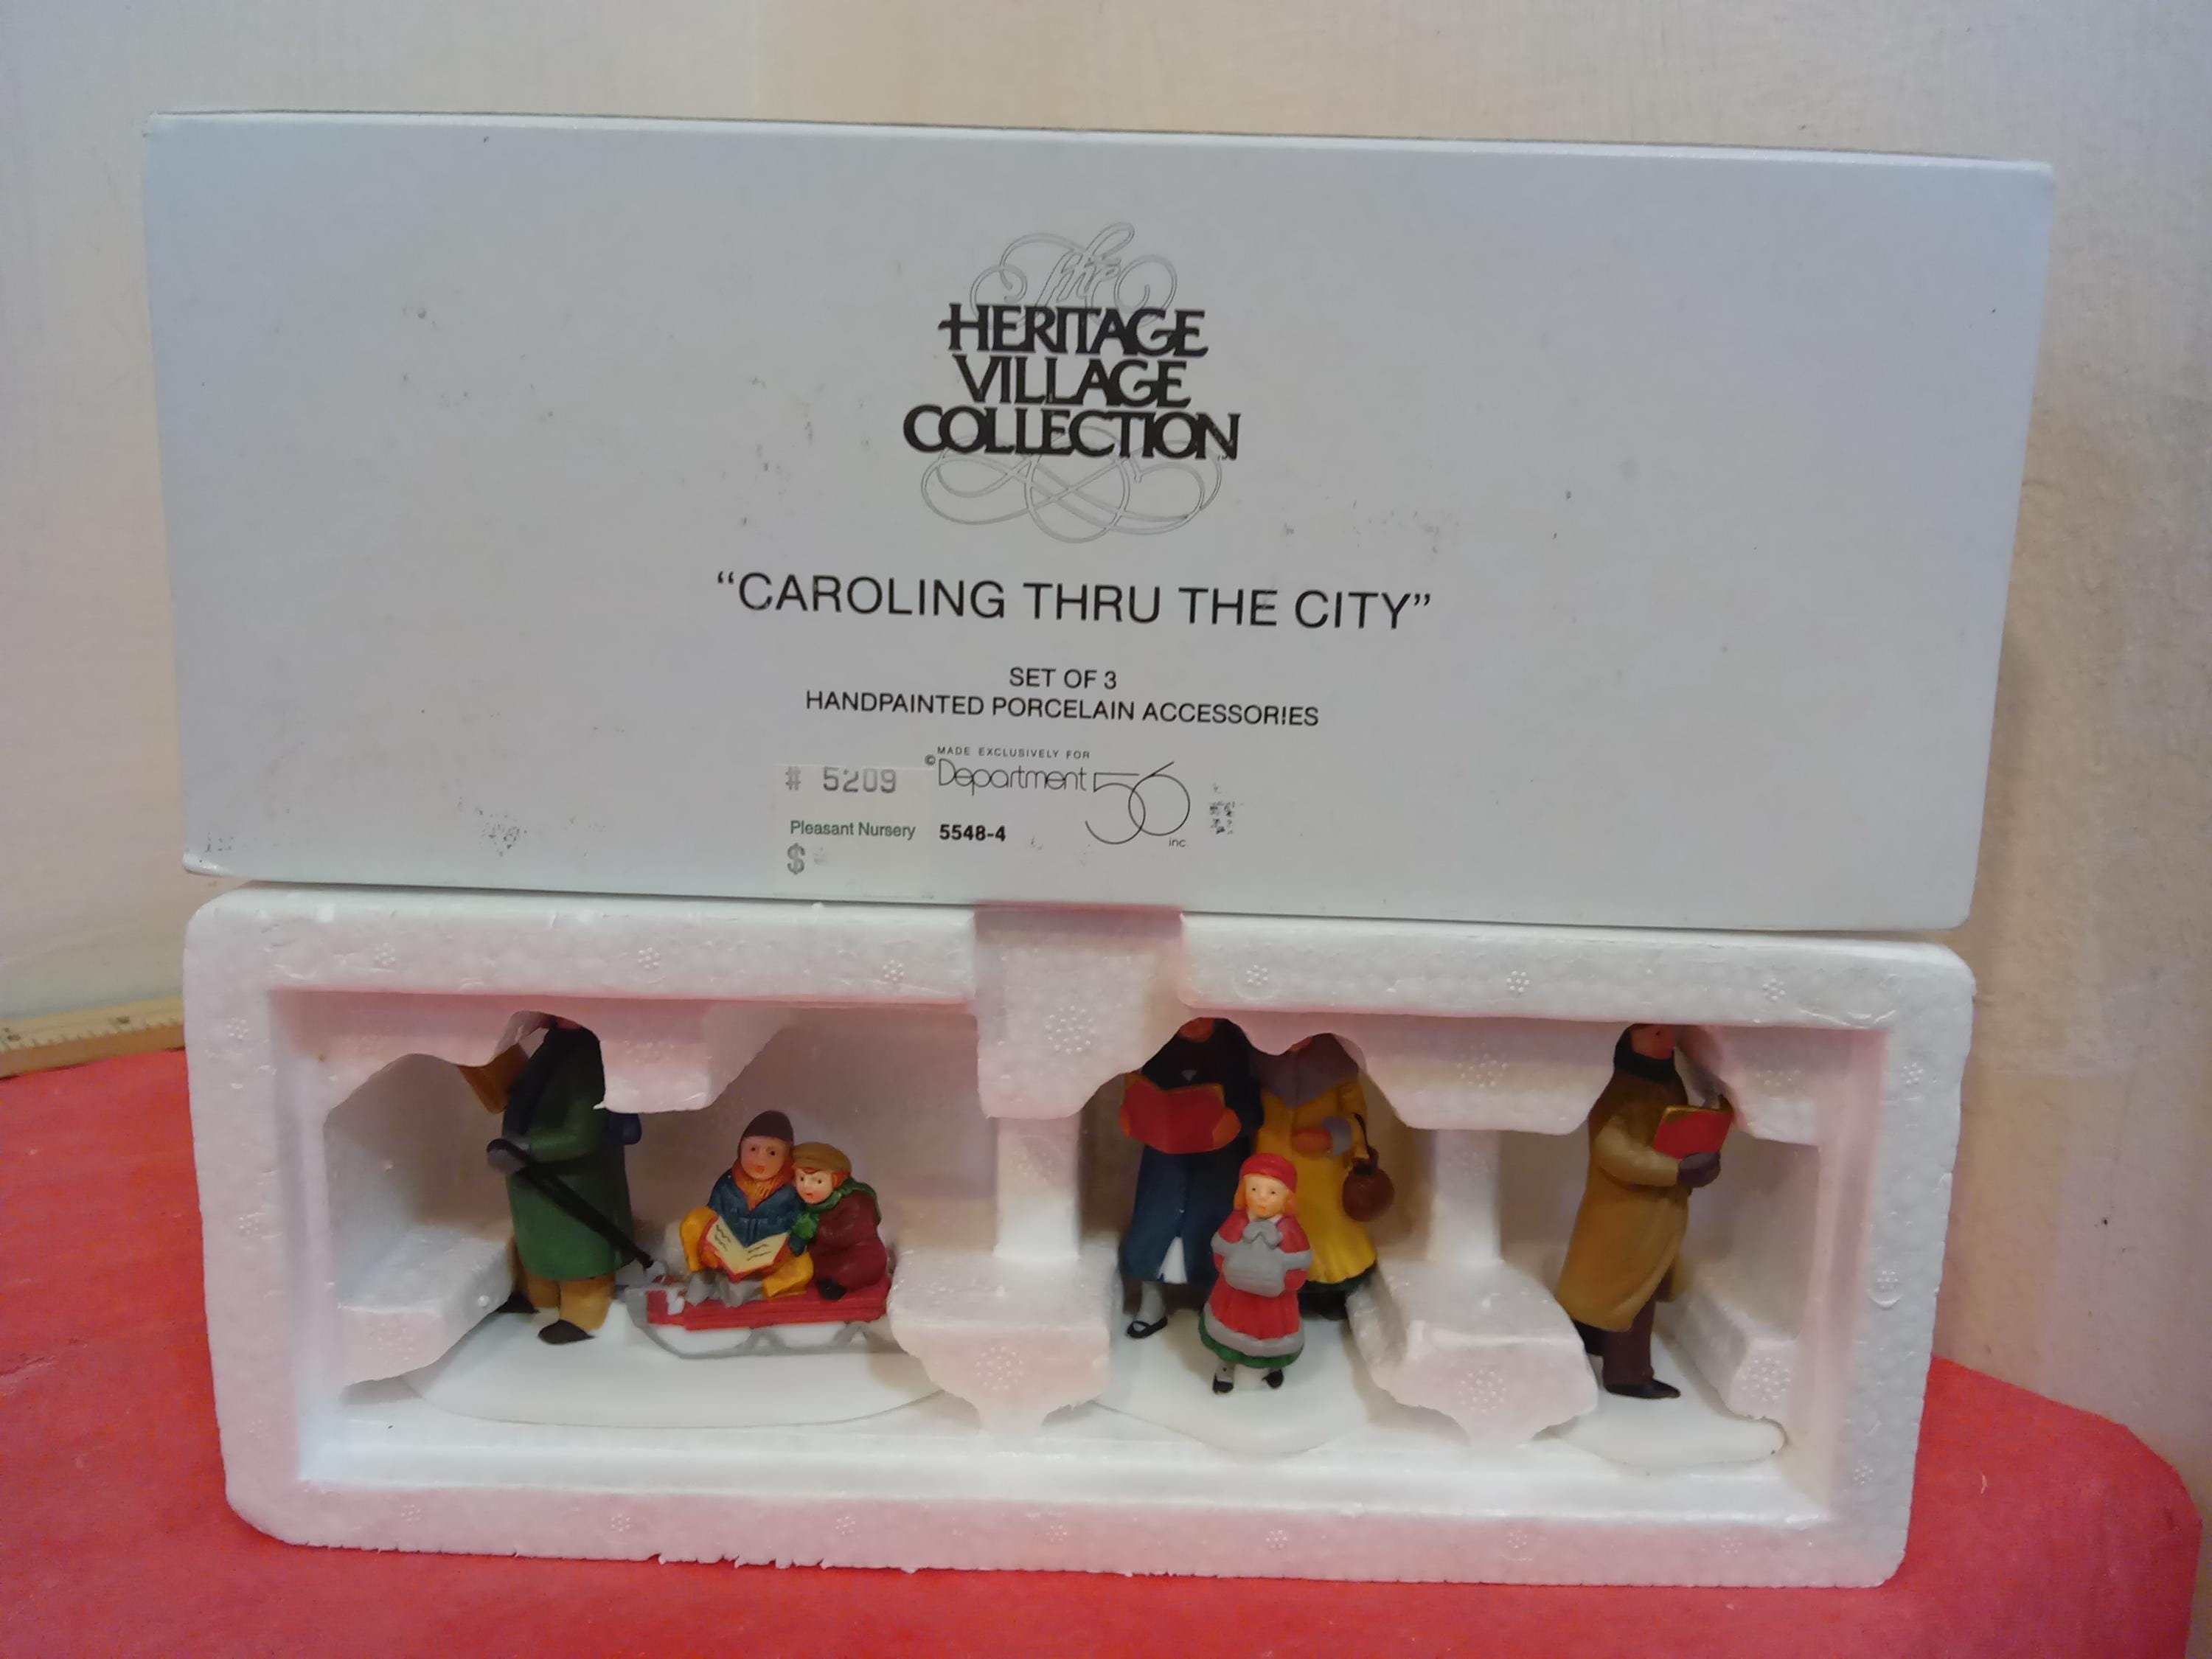 The
HERITAGE
VILLAGE
COLLECTION
“CAROLING THRU THE CITY”
SET OF 3
HANDPAINTED PORCELAIN ACCESSORIES
MADE EXCLUSIVELY FOR
© Department 56
inc.
# 5209
Pleasant Nursery 5548-4
$